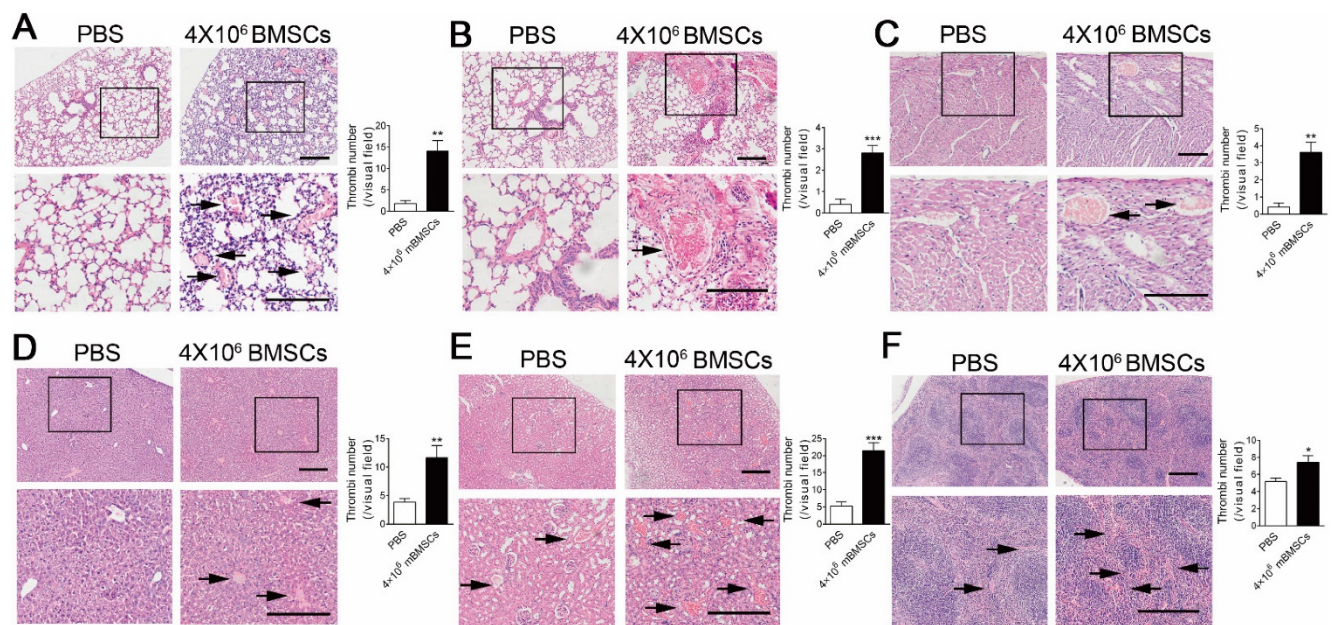 A
PBS
4X10⁶ BMSCs
Thrombi number
(/visual field)
20
15
10
5
0
**
PBS
4×10⁶ mBMSCs
B
PBS
4X10⁶ BMSCs
Thrombi number
(/visual field)
4
3
2
1
0
***
PBS
4×10⁶ mBMSCs
C
PBS
4X10⁶ BMSCs
Thrombi number
(/visual field)
5
4
3
2
1
0
**
PBS
4×10⁶ mBMSCs
D
PBS
4X10⁶ BMSCs
Thrombi number
(/visual field)
15
10
5
0
**
PBS
4×10⁶ mBMSCs
E
PBS
4X10⁶ BMSCs
Thrombi number
(/visual field)
25
20
15
10
5
0
***
PBS
4×10⁶ mBMSCs
F
PBS
4X10⁶ BMSCs
Thrombi number
(/visual field)
10
8
6
4
2
0
*
PBS
4×10⁶ mBMSCs